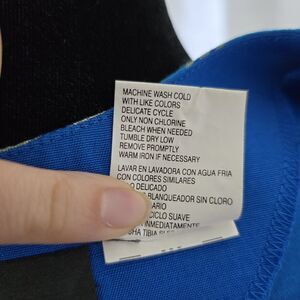 MACHINE WASH COLD
WITH LIKE COLORS
DELICATE CYCLE
ONLY NON CHLORINE
BLEACH WHEN NEEDED
TUMBLE DRY LOW
REMOVE PROMPTLY
WARM IRON IF NECESSARY
LAVAR EN LAVADORA CON AGUA FRIA
CON COLORES SIMILARES
DELICADO
BLANQUEADOR SIN CLORO
ARIO
CICLO SUAVE
INMEDIATAMENTE
SHA TIBIA